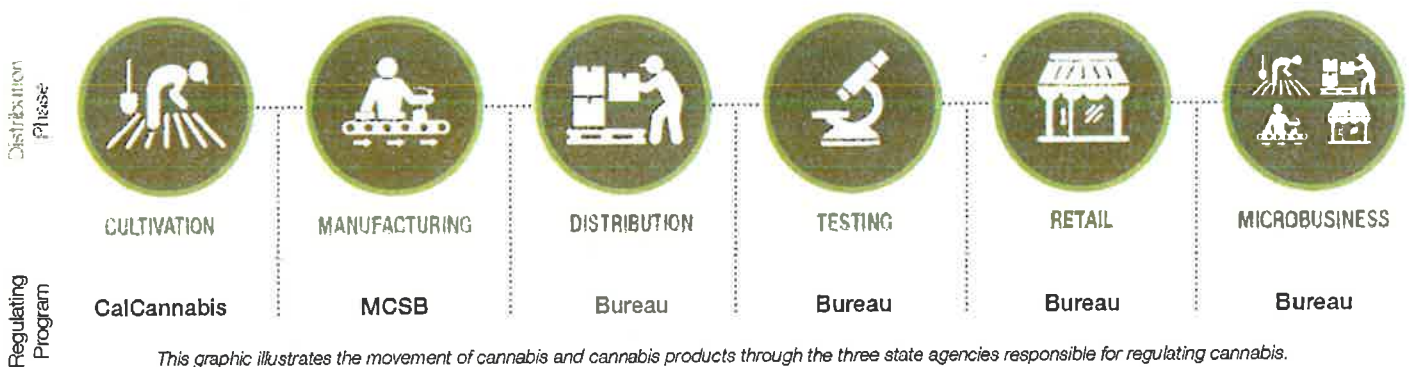 Distribution
Phase
CULTIVATION
MANUFACTURING
DISTRIBUTION
TESTING
RETAIL
MICROBUSINESS
Regulating
Program
CalCannabis
MCSB
Bureau
Bureau
Bureau
Bureau
This graphic illustrates the movement of cannabis and cannabis products through the three state agencies responsible for regulating cannabis.